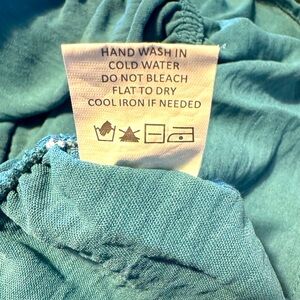 HAND WASH IN
COLD WATER
DO NOT BLEACH
FLAT TO DRY
COOL IRON IF NEEDED